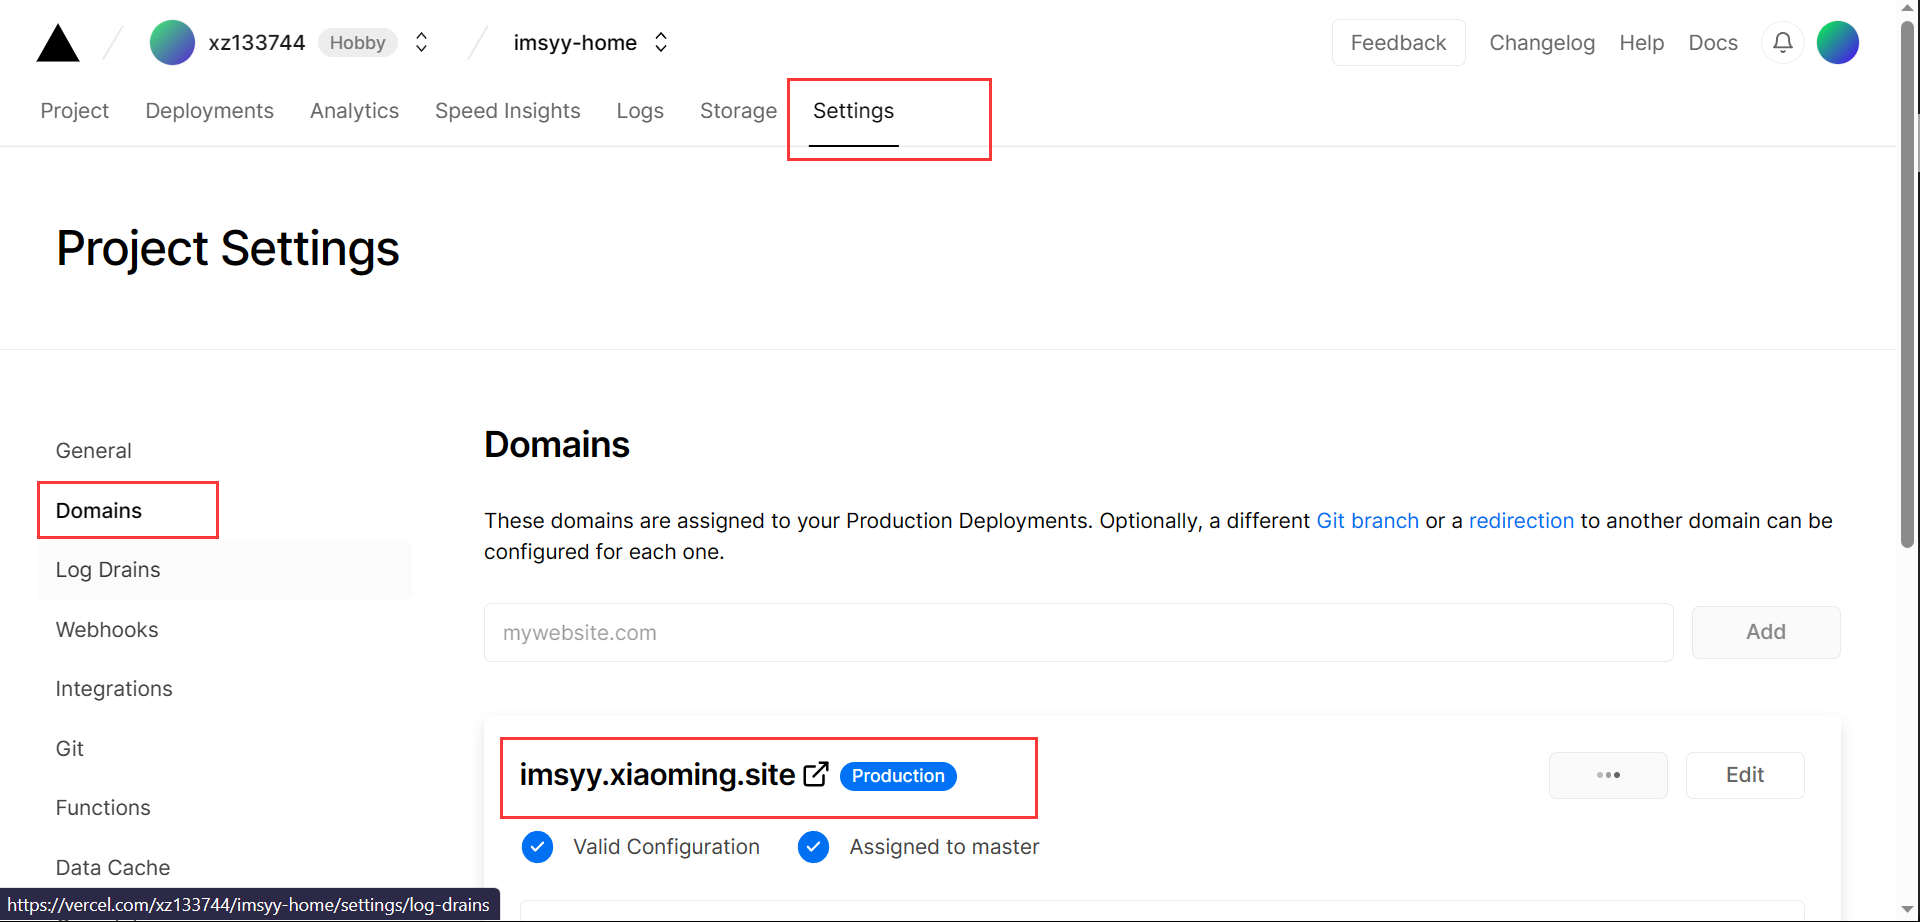 xz133744 Hobby imsyy-home Feedback Changelog Help Docs
Project Deployments Analytics Speed Insights Logs Storage Settings
Project Settings
General
Domains
Log Drains
Webhooks
Integrations
Git
Functions
Data Cache
Domains
These domains are assigned to your Production Deployments. Optionally, a different Git branch or a redirection to another domain can be
configured for each one.
mywebsite.com Add
imsyy.xiaoming.site Production ••• Edit
Valid Configuration Assigned to master
https://vercel.com/xz133744/imsyy-home/settings/log-drains